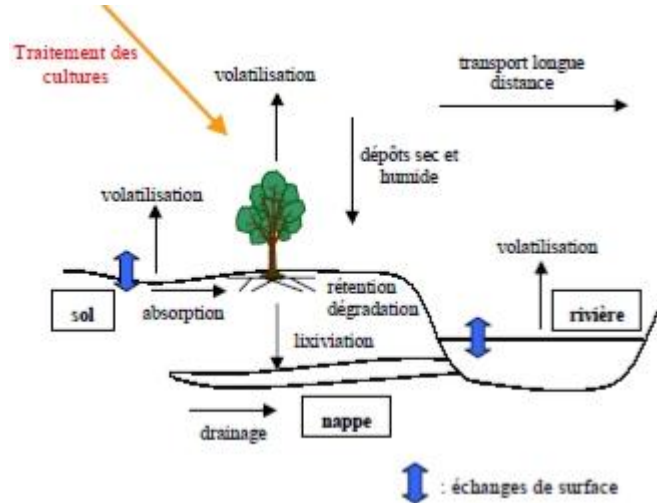 Traitement des
cultures
volatilisation
transport longue
distance
dépôts sec et
humide
volatilisation
volatilisation
sol
absorption
rétention
dégradation
rivière
lixiviation
nappe
drainage
: échanges de surface